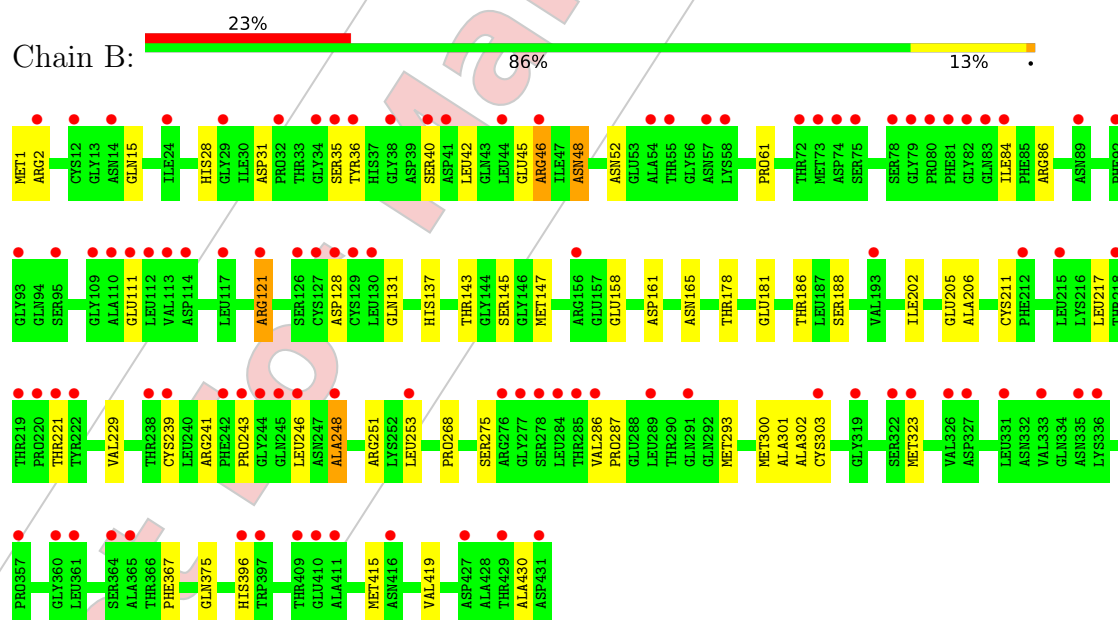 23%
Chain B:
86% 13% •
MET1 ARG2 CYS12 GLY13 ASN14 GLN15 ILE24 HIS28 GLY29 ILE30 ASP31 PRO32 THR33 GLY34 SER35 TYR36 HIS37 GLY38 ASP39 SER40 ASP41 LEU42 GLN43 LEU44 GLU45 ARG46 ILE47 ASN48 ASN52 GLU53 ALA54 THR55 GLY56 ASN57 LYS58 PRO61 THR72 MET73 ASP74 SER75 SER78 GLY79 PRO80 PHE81 GLY82 GLN83 ILE84 PHE85 ARG86 ASN89 PHE92
GLY93 GLN94 SER95 GLY109 ALA110 GLU111 LEU112 VAL113 ASP114 LEU117 ARG121 SER126 CYS127 ASP128 CYS129 LEU130 GLN131 HIS137 THR143 GLY144 SER145 GLY146 MET147 ARG156 GLU157 GLU158 ASP161 ASN165 THR178 GLU181 THR186 LEU187 SER188 VAL193 ILE202 GLU205 ALA206 CYS211 PHE212 LEU215 LYS216 LEU217 THR218
THR219 PRO220 THR221 TYR222 VAL229 THR238 CYS239 LEU240 ARG241 PHE242 PRO243 GLY244 GLN245 LEU246 ASN247 ALA248 ARG251 LYS252 LEU253 PRO268 SER275 ARG276 GLY277 SER278 LEU284 THR285 VAL286 PRO287 GLU288 LEU289 THR290 GLN291 GLN292 MET293 MET300 ALA301 ALA302 CYS303 GLY319 SER322 MET323 VAL326 ASP327 LEU331 ASN332 VAL333 GLN334 ASN335 LYS336
PRO357 GLY360 LEU361 SER364 ALA365 THR366 PHE367 GLN375 HIS396 TRP397 THR409 GLU410 ALA411 MET415 ASN416 VAL419 ASP427 ALA428 THR429 ALA430 ASP431